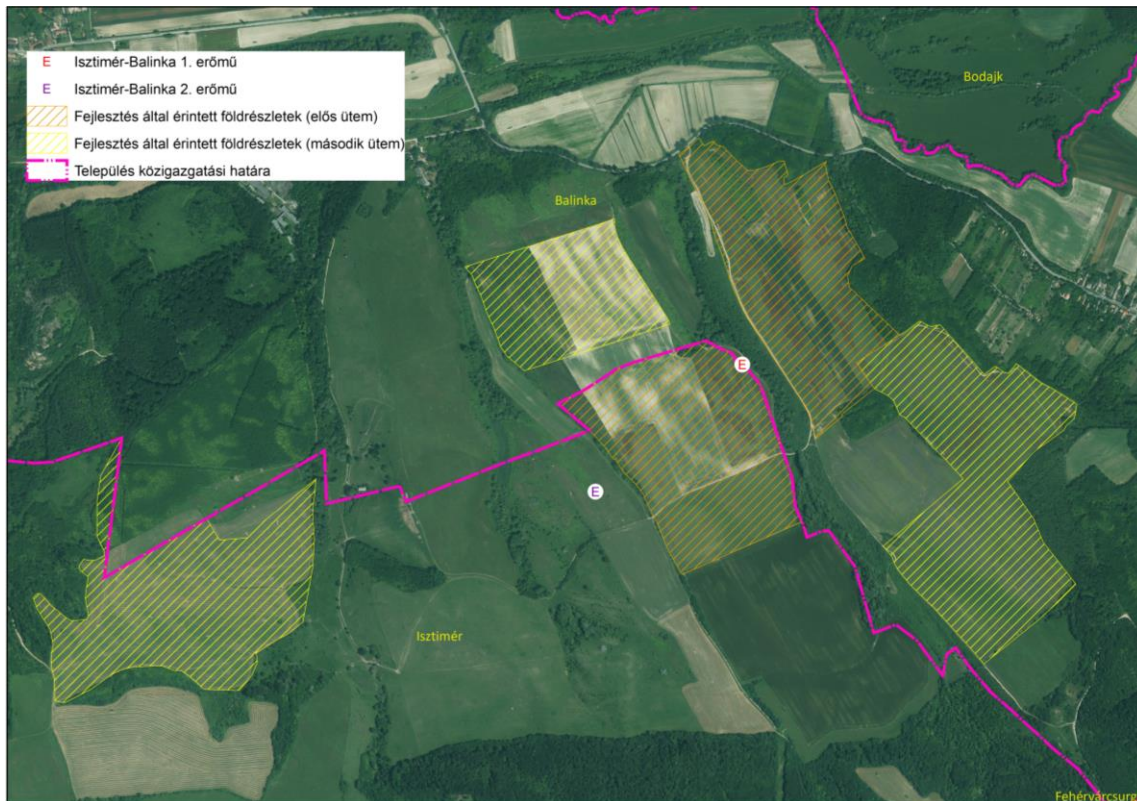 E Isztimér-Balinka 1. erőmű
E Isztimér-Balinka 2. erőmű
Fejlesztés által érintett földrészletek (elős ütem)
Fejlesztés által érintett földrészletek (második ütem)
Település közigazgatási határa
Bodajk
Balinka
E
E
Isztimér
Fehérvárcsurg